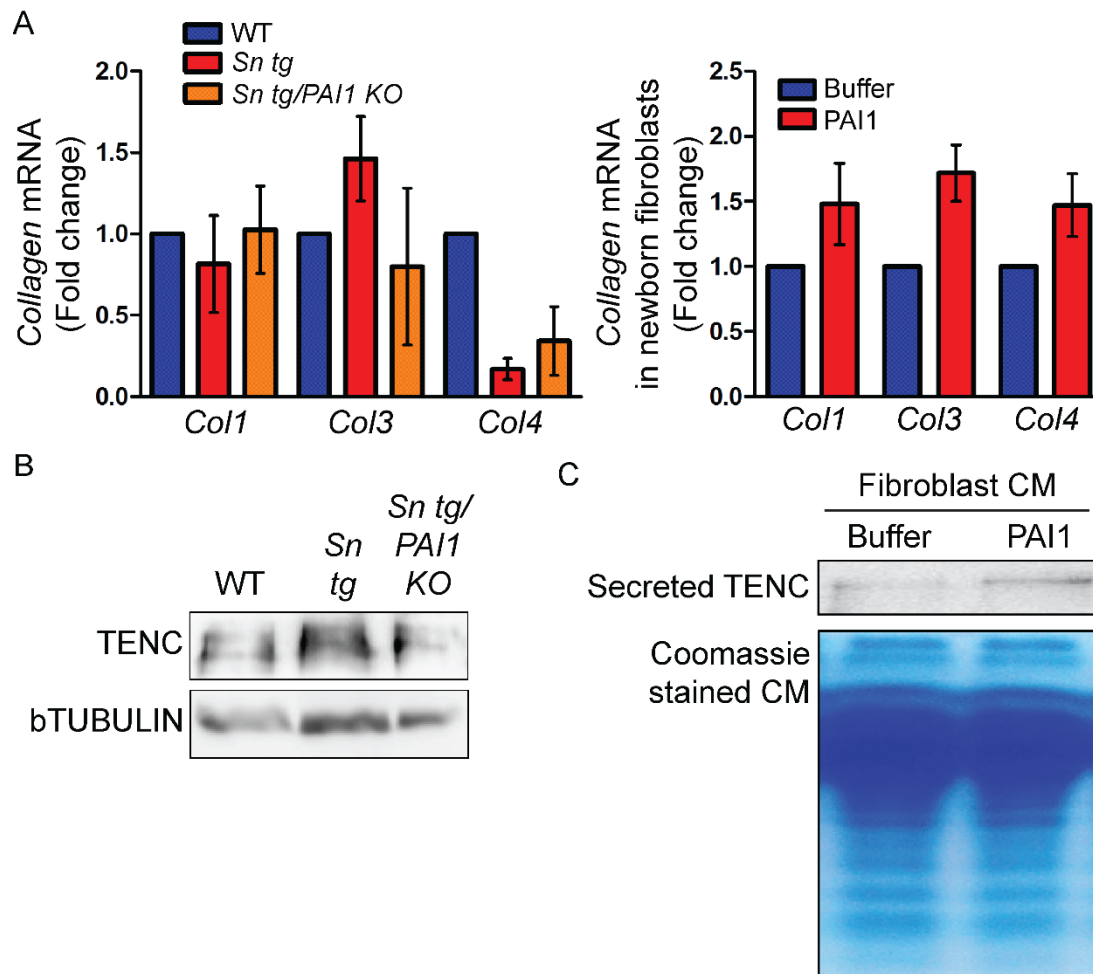 A
WT
Sn tg
Sn tg/PAI1 KO
Collagen mRNA
(Fold change)
2.0
1.5
1.0
0.5
0.0
Col1 Col3 Col4
Buffer
PAI1
Collagen mRNA
in newborn fibroblasts
(Fold change)
2.5
2.0
1.5
1.0
0.5
0.0
Col1 Col3 Col4
B
WT
Sn
tg
Sn tg/
PAI1
KO
TENC
bTUBULIN
C
Fibroblast CM
Buffer PAI1
Secreted TENC
Coomassie
stained CM